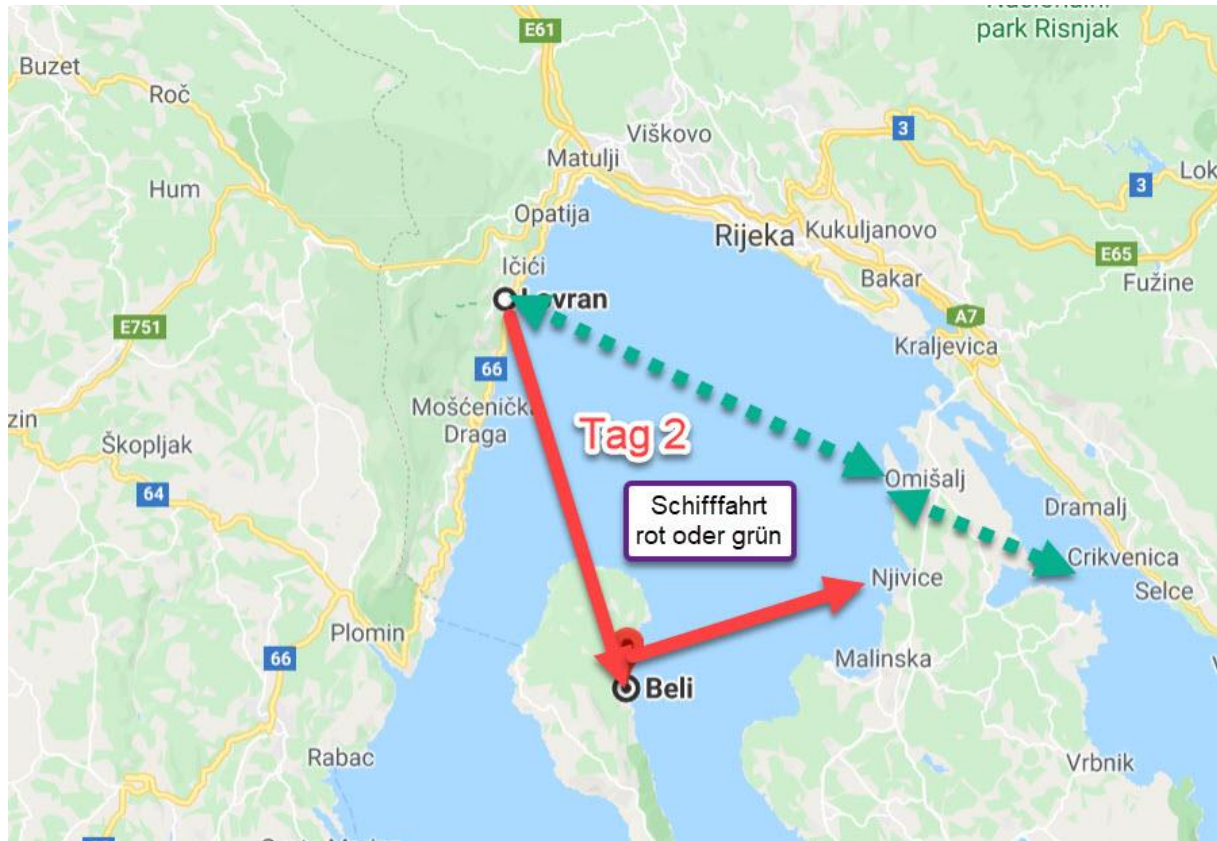 park Risnjak
E61
Buzet
Roč
Viškovo
3
Matulji
Lok
Hum
3
Opatija
Rijeka
Kukuljanovo
E65
Ičići
Bakar
Fužine
E751
A7
Kraljevica
66
Mošćenička
Draga
zin
Tag 2
Škopljak
Omišalj
64
Schifffahrt
rot oder grün
Dramalj
Crikvenica
Njivice
Selce
Plomin
66
Malinska
Beli
Rabac
Vrbnik